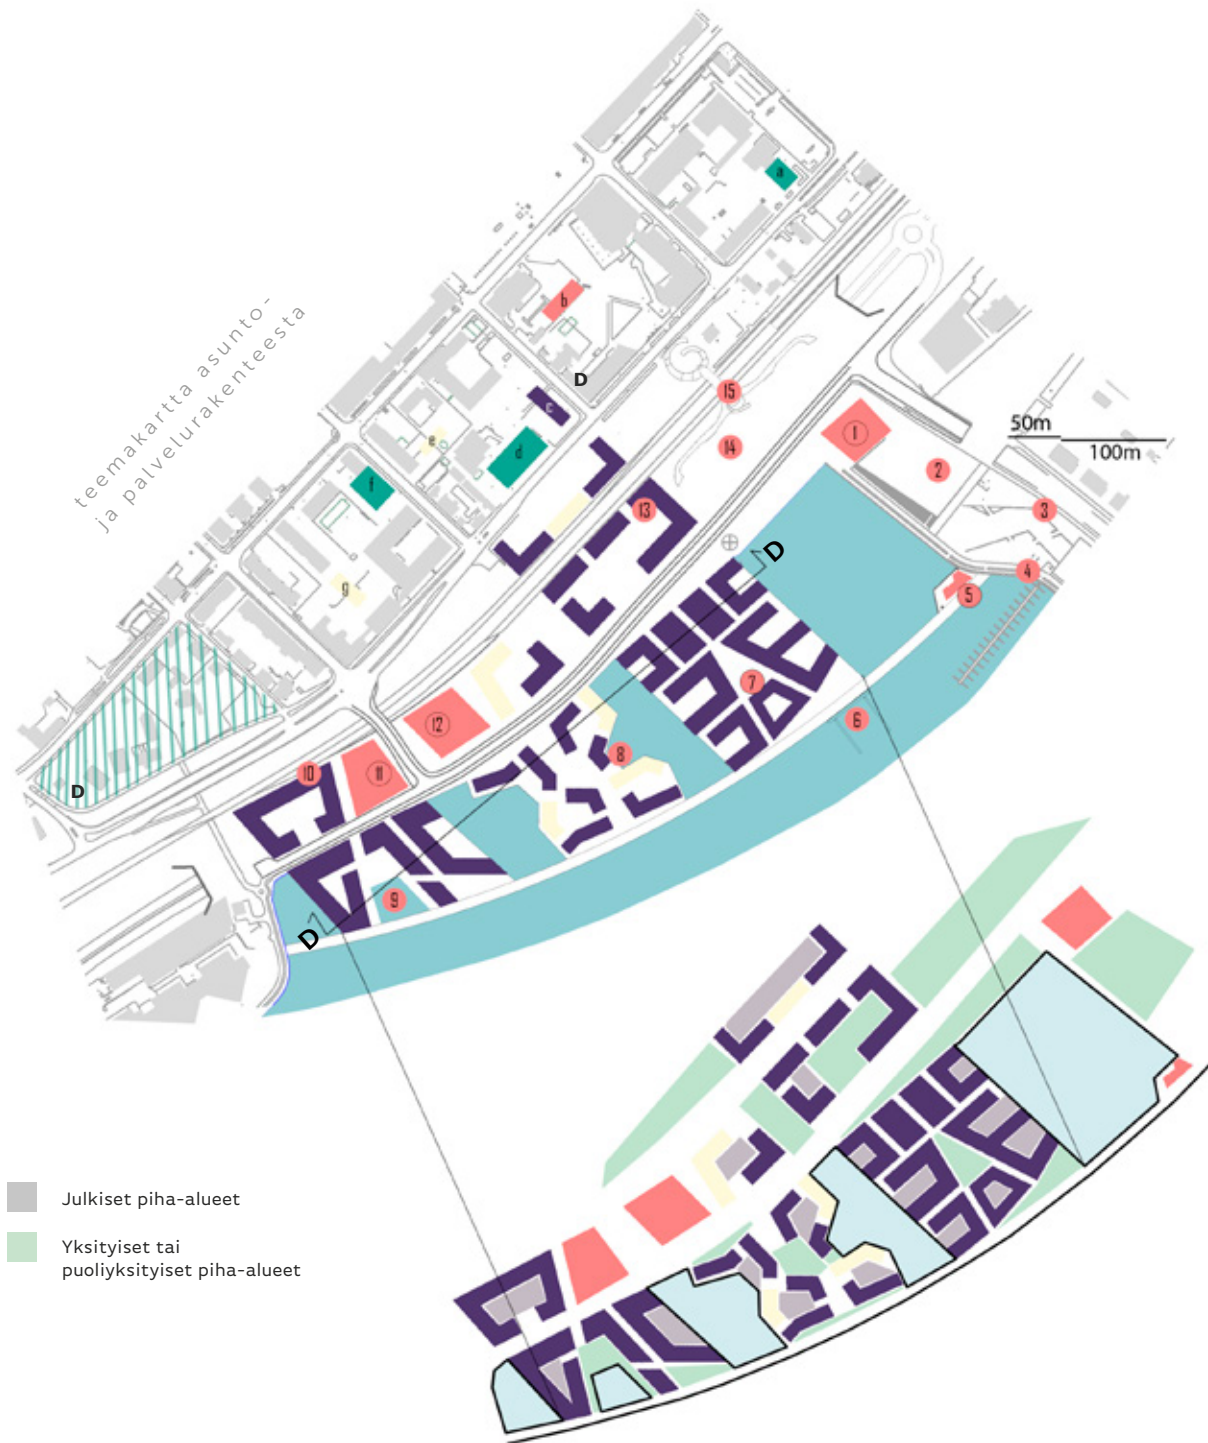 teemakartta asunto-
ja palvelurakenteesta
a
b
D
c
d
e
f
g
D
15
14
13
1
2
3
4
5
50m
100m
D
7
6
8
12
11
10
9
D
Julkiset piha-alueet
Yksityiset tai
puoliyksityiset piha-alueet